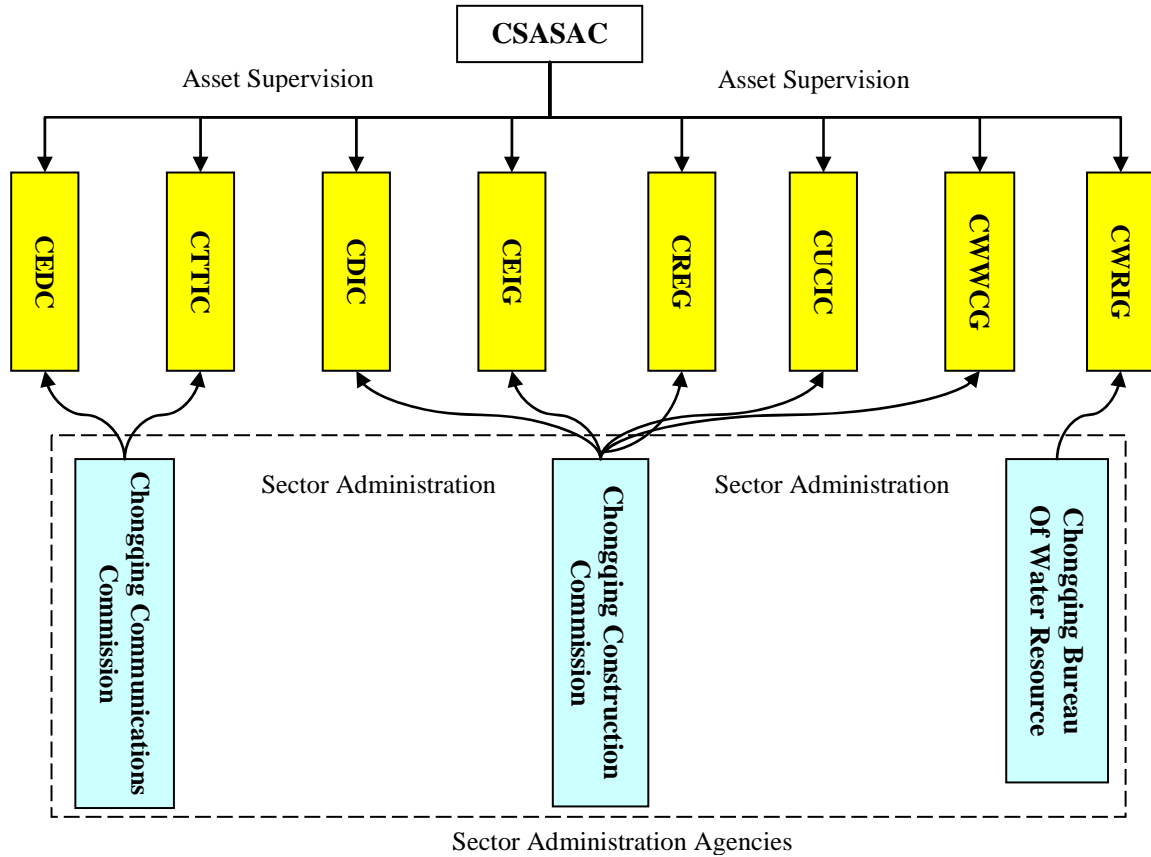 CSASAC
Asset Supervision
Asset Supervision
CEDC
CTTIC
CDIC
CEIG
CREG
CUCIC
CWWCG
CWRIG
Sector Administration
Sector Administration
Chongqing Communications
Commission
Chongqing Construction
Commission
Chongqing Bureau
Of Water Resource
Sector Administration Agencies